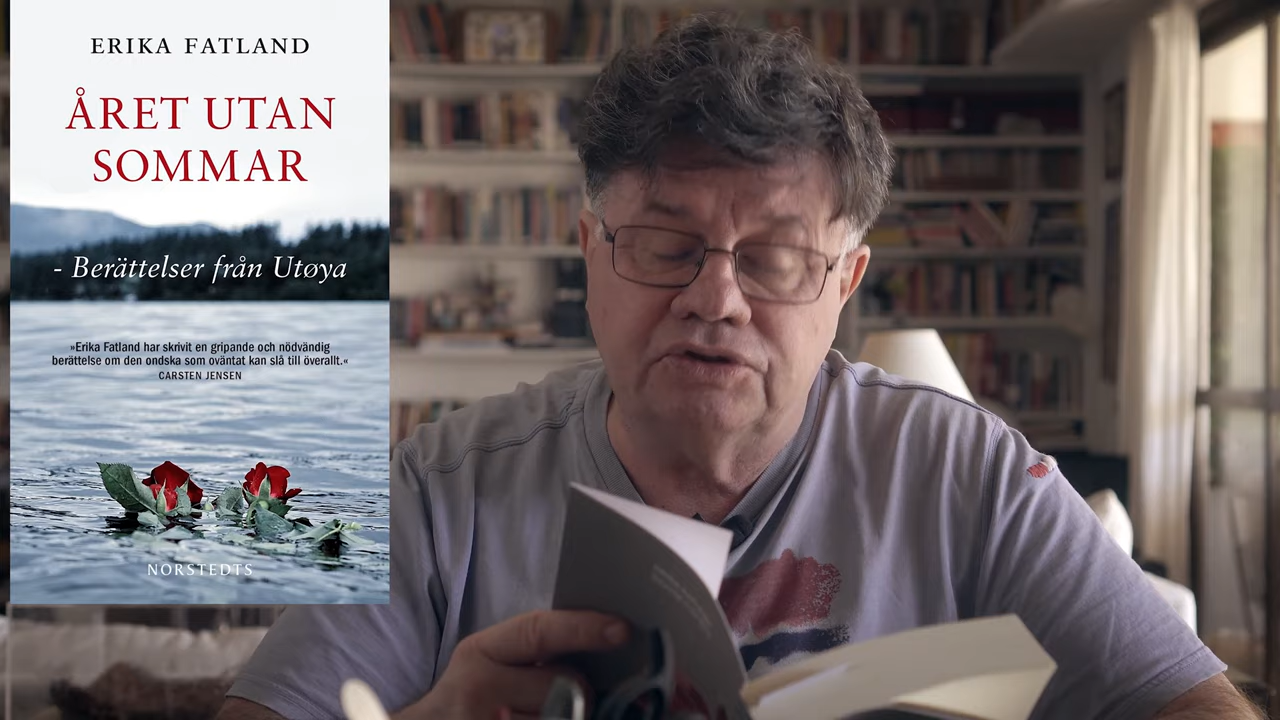 ERIKA FATLAND
ÅRET UTAN
SOMMAR
- Berättelser från Utøya
»Erika Fatland har skrivit en gripande och nödvändig
berättelse om den ondska som oväntat kan slå till överallt.«
CARSTEN JENSEN
NORSTEDTS